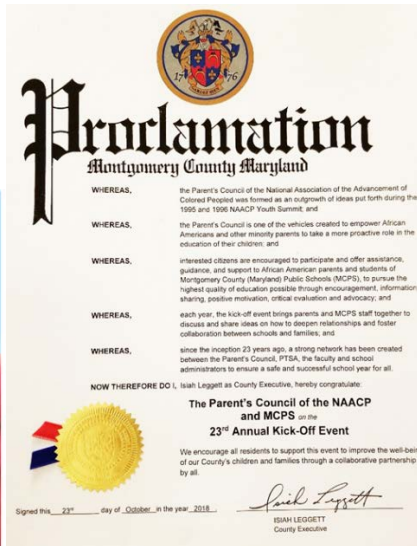 17 76
Proclamation
Montgomery County Maryland
WHEREAS, the Parent's Council of the National Association of the Advancement of
Colored Peopled was formed as an outgrowth of ideas put forth during the
1995 and 1996 NAACP Youth Summit; and
WHEREAS, the Parent's Council is one of the vehicles created to empower African
Americans and other minority parents to take a more proactive role in the
education of their children; and
WHEREAS, interested citizens are encouraged to participate and offer assistance,
guidance, and support to African American parents and students of
Montgomery County (Maryland) Public Schools (MCPS), to pursue the
highest quality of education possible through encouragement, information
sharing, positive motivation, critical evaluation and advocacy; and
WHEREAS, each year, the kick-off event brings parents and MCPS staff together to
discuss and share ideas on how to deepen relationships and foster
collaboration between schools and families; and
WHEREAS, since the inception 23 years ago, a strong network has been created
between the Parent's Council, PTSA, the faculty and school
administrators to ensure a safe and successful school year for all.
NOW THEREFORE DO I, Isiah Leggett as County Executive, hereby congratulate:
The Parent's Council of the NAACP
and MCPS on the
23rd Annual Kick-Off Event
We encourage all residents to support this event to improve the well-bein
of our County's children and families through a collaborative partnership
by all.
Signed this 23rd day of October in the year 2018
Isiah Leggett
ISIAH LEGGETT
County Executive